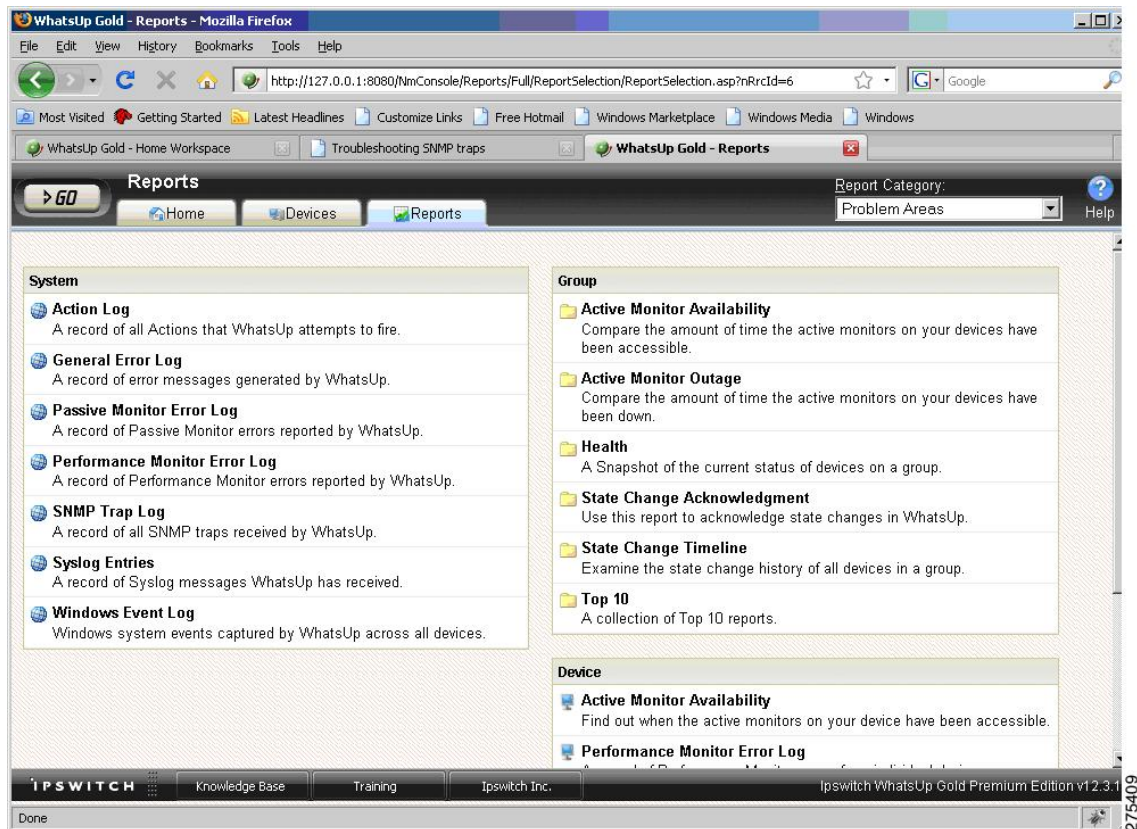 WhatsUp Gold - Reports - Mozilla Firefox
File Edit View History Bookmarks Tools Help
http://127.0.0.1:8080/NmConsole/Reports/Full/ReportSelection/ReportSelection.asp?nRrcId=6
G Google
Most Visited Getting Started Latest Headlines Customize Links Free Hotmail Windows Marketplace Windows Media Windows
WhatsUp Gold - Home Workspace Troubleshooting SNMP traps WhatsUp Gold - Reports
GO
Reports
Home Devices Reports
Report Category:
Problem Areas
? Help
System
Action Log
A record of all Actions that WhatsUp attempts to fire.
General Error Log
A record of error messages generated by WhatsUp.
Passive Monitor Error Log
A record of Passive Monitor errors reported by WhatsUp.
Performance Monitor Error Log
A record of Performance Monitor errors reported by WhatsUp.
SNMP Trap Log
A record of all SNMP traps received by WhatsUp.
Syslog Entries
A record of Syslog messages WhatsUp has received.
Windows Event Log
Windows system events captured by WhatsUp across all devices.
Group
Active Monitor Availability
Compare the amount of time the active monitors on your devices have
been accessible.
Active Monitor Outage
Compare the amount of time the active monitors on your devices have
been down.
Health
A Snapshot of the current status of devices on a group.
State Change Acknowledgment
Use this report to acknowledge state changes in WhatsUp.
State Change Timeline
Examine the state change history of all devices in a group.
Top 10
A collection of Top 10 reports.
Device
Active Monitor Availability
Find out when the active monitors on your device have been accessible.
Performance Monitor Error Log
IPSWITCH Knowledge Base Training Ipswitch Inc. Ipswitch WhatsUp Gold Premium Edition v12.3.1
Done
275409